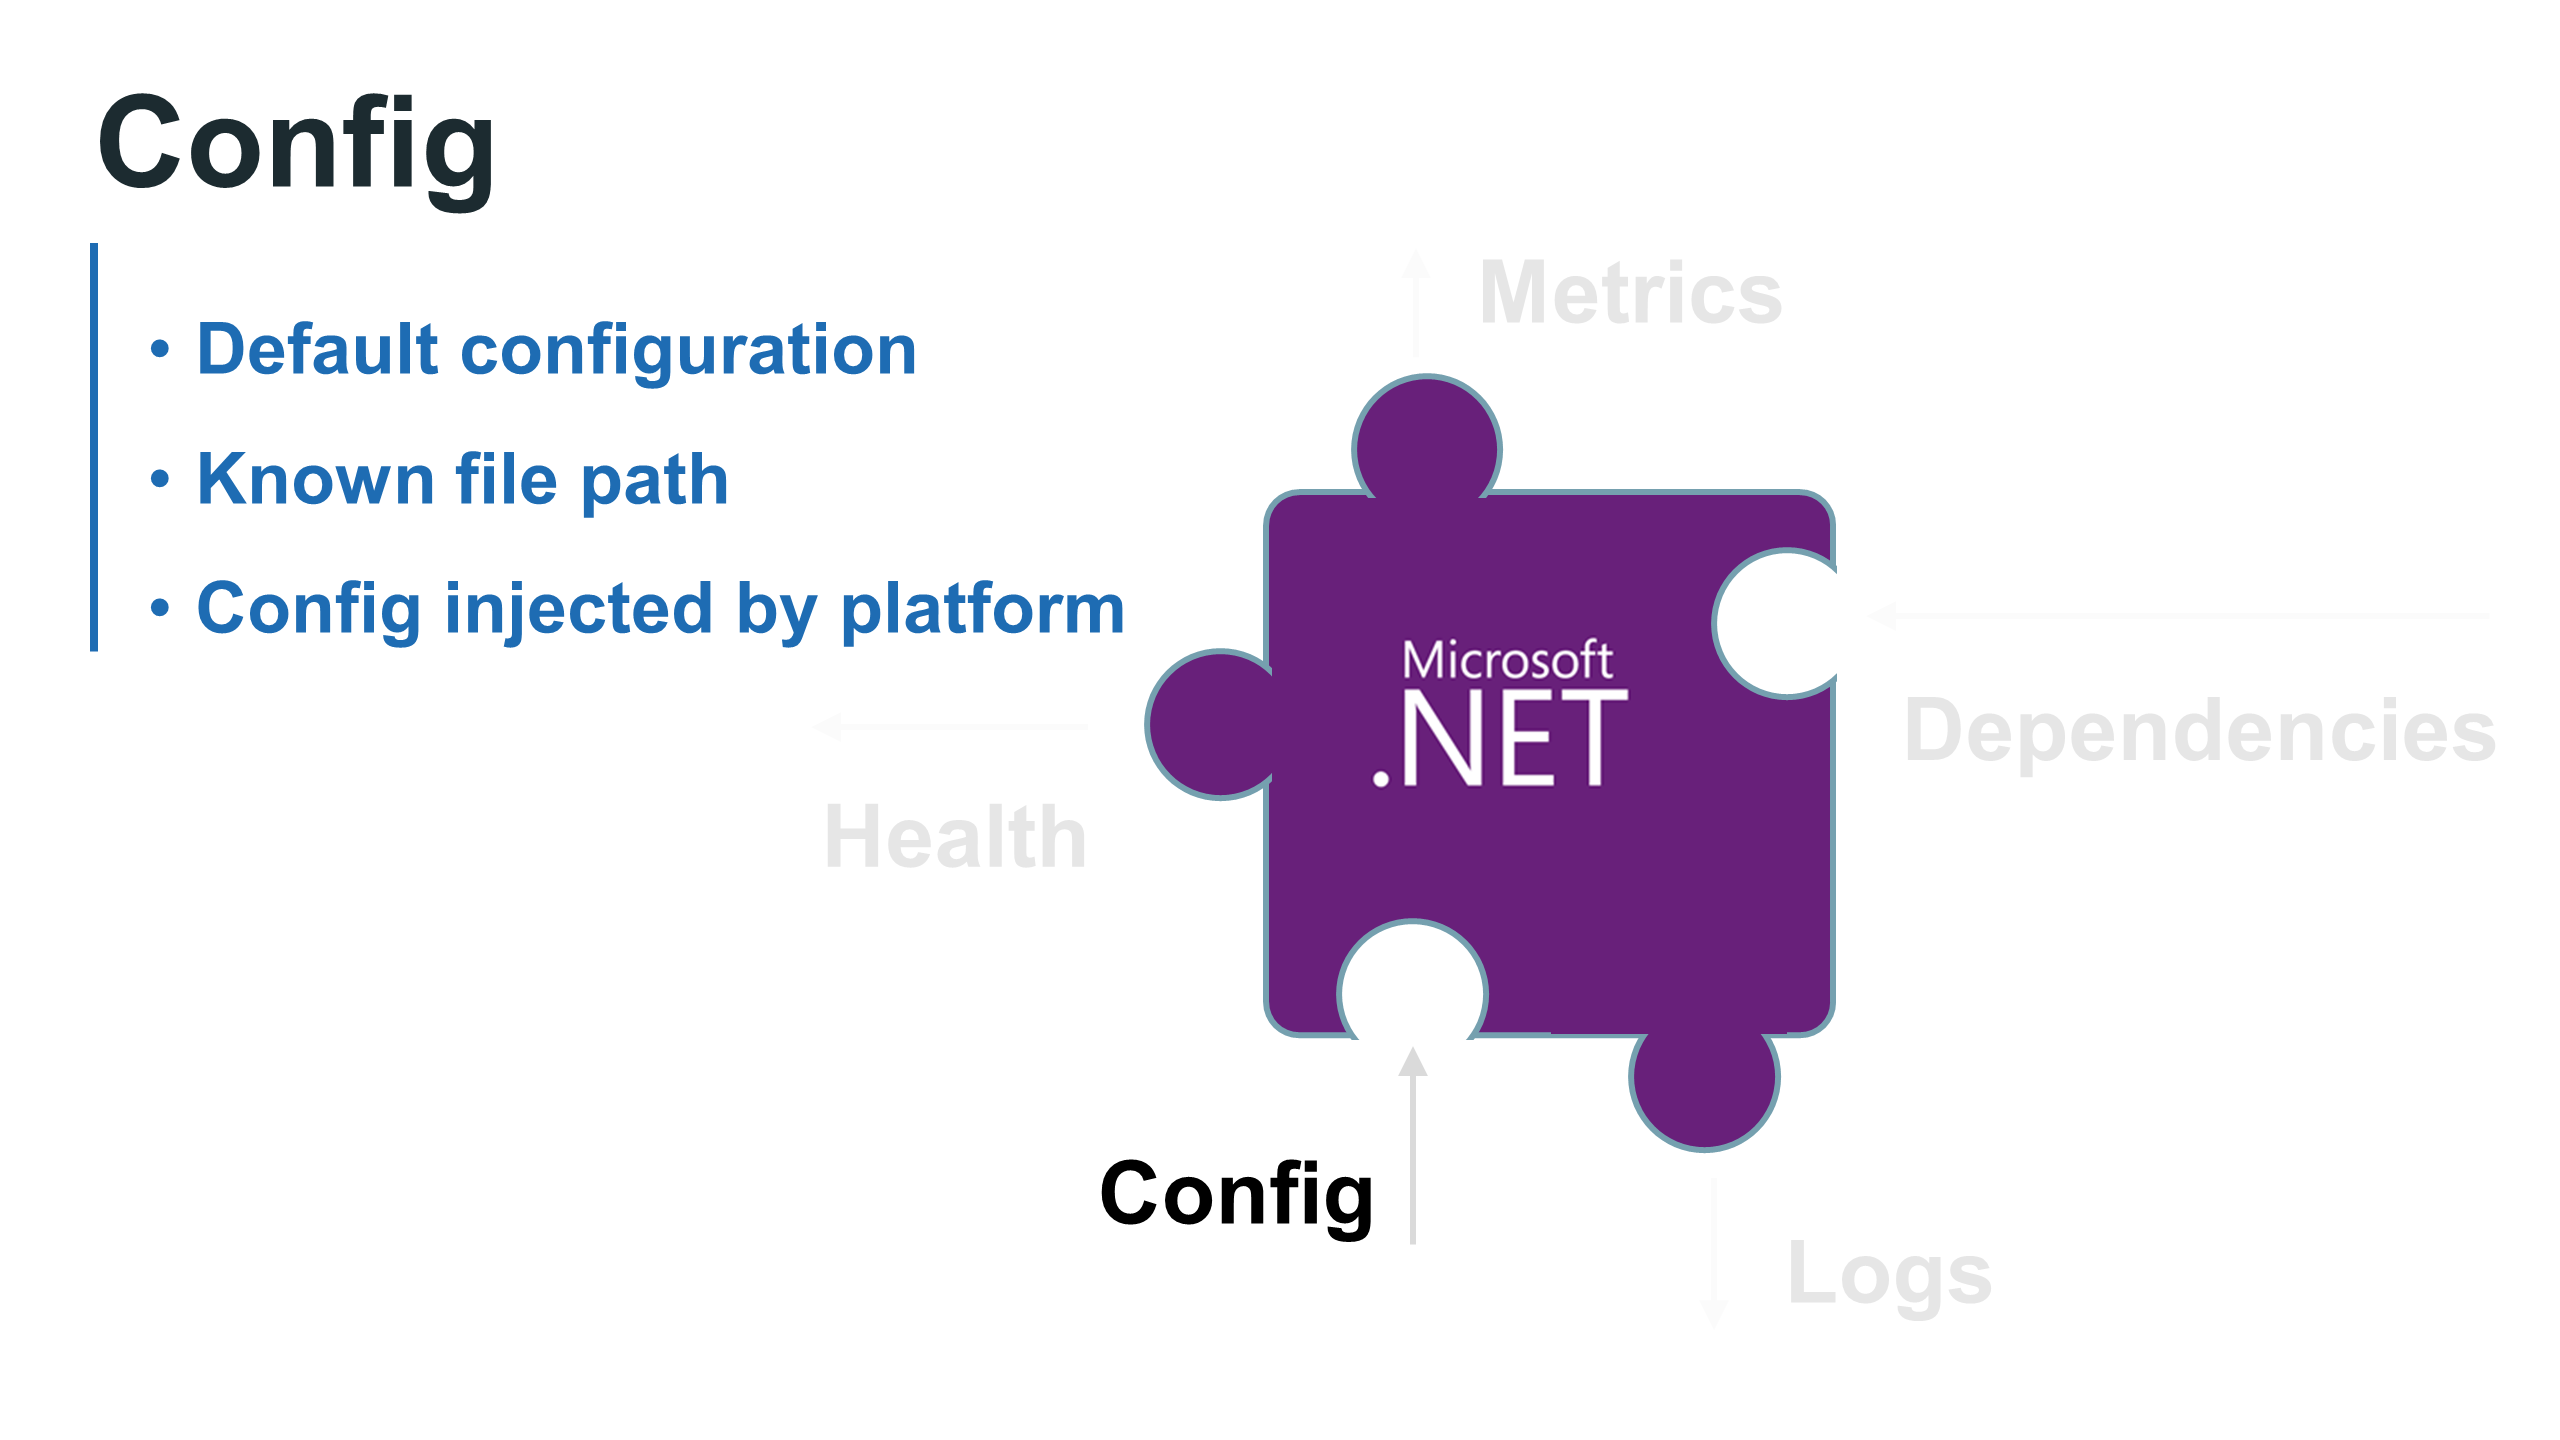 Config
• Default configuration
• Known file path
• Config injected by platform
Metrics
Microsoft
.NET
Dependencies
Health
Config
Logs